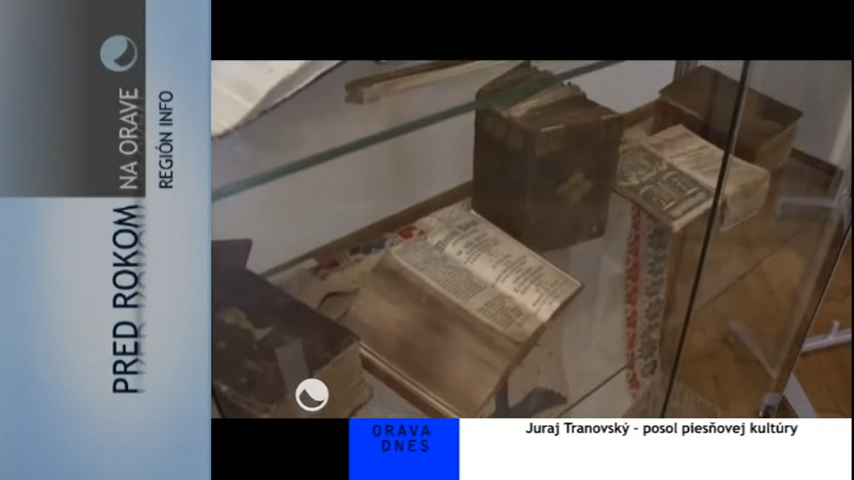 PRED ROKOM NA ORAVE
REGIÓN INFO
ORAVA
DNES
Juraj Tranovský - posol piesňovej kultúry